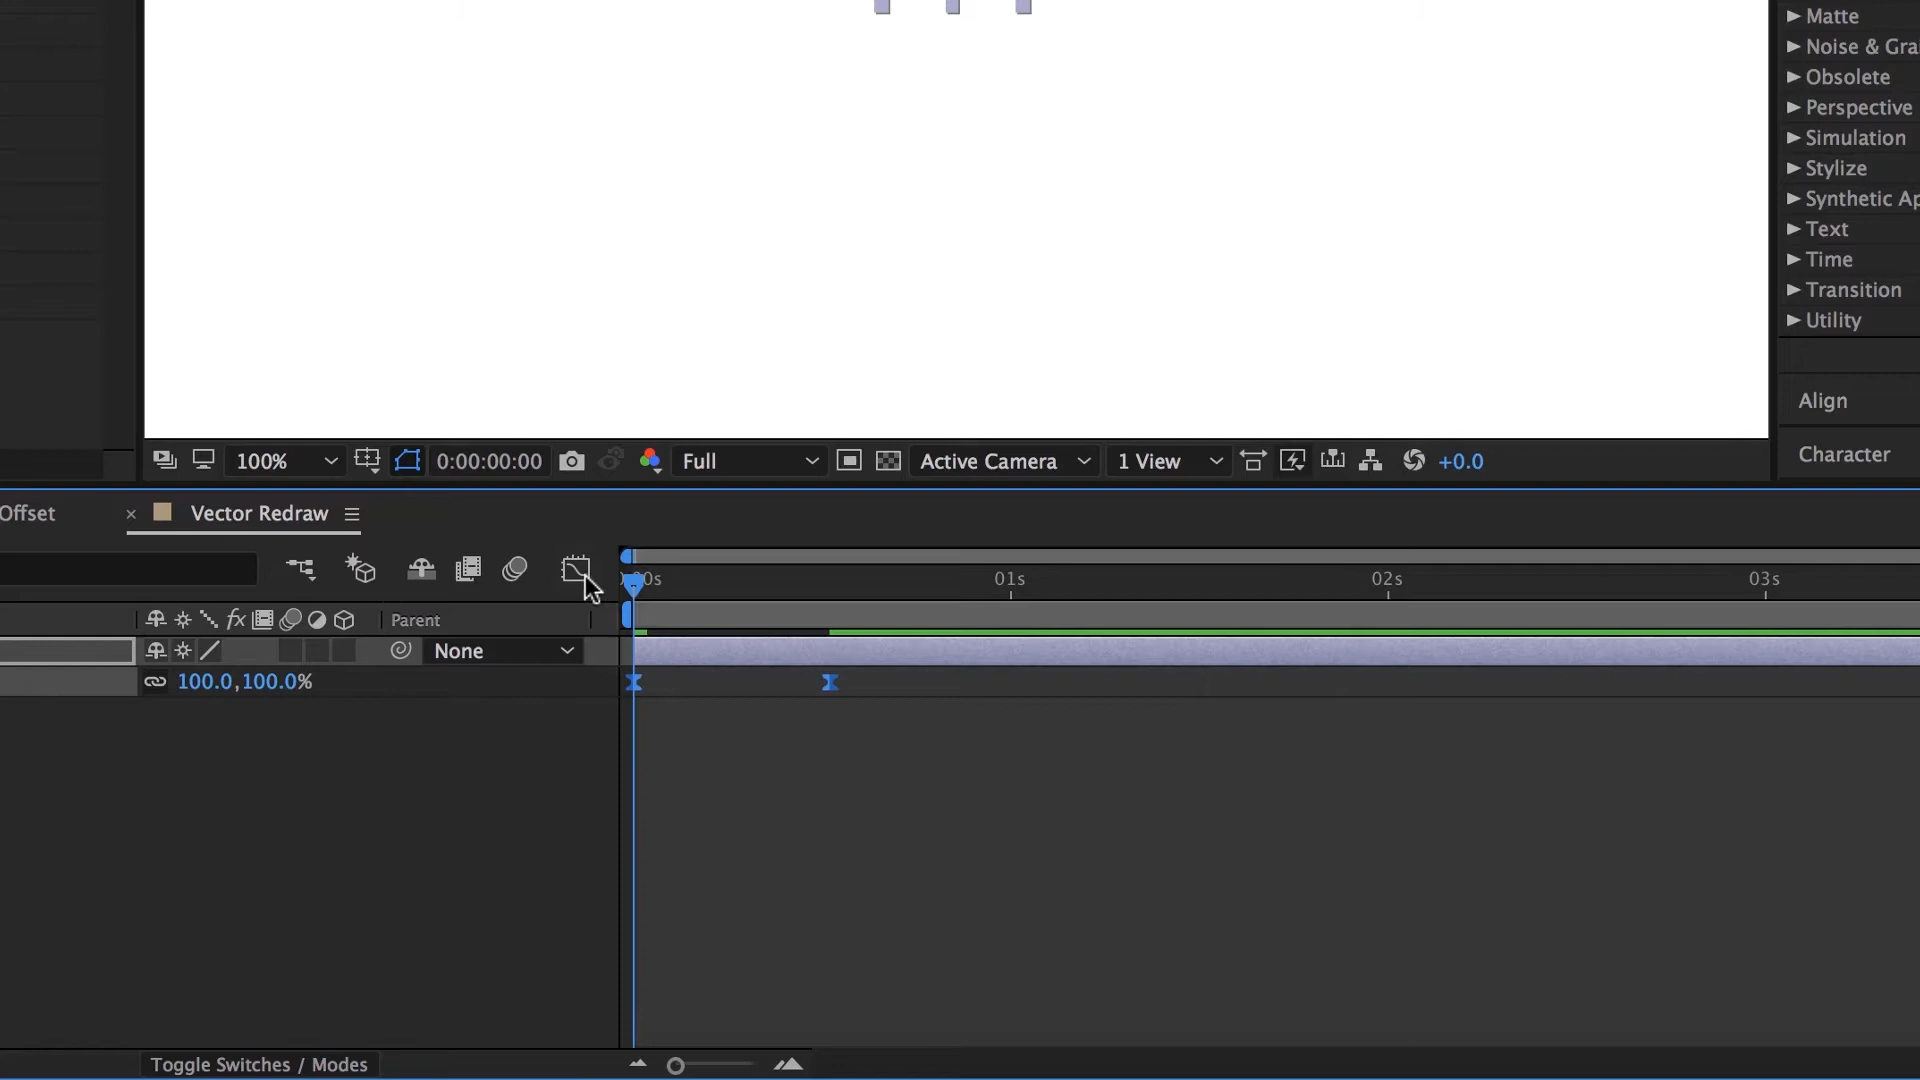 Matte
Noise & Gra
Obsolete
Perspective
Simulation
Stylize
Synthetic Ap
Text
Time
Transition
Utility
Align
Character
100%
0:00:00:00
Full
Active Camera
1 View
+0.0
Offset
× Vector Redraw
00s
01s
02s
03s
fx
Parent
None
100.0,100.0%
Toggle Switches / Modes